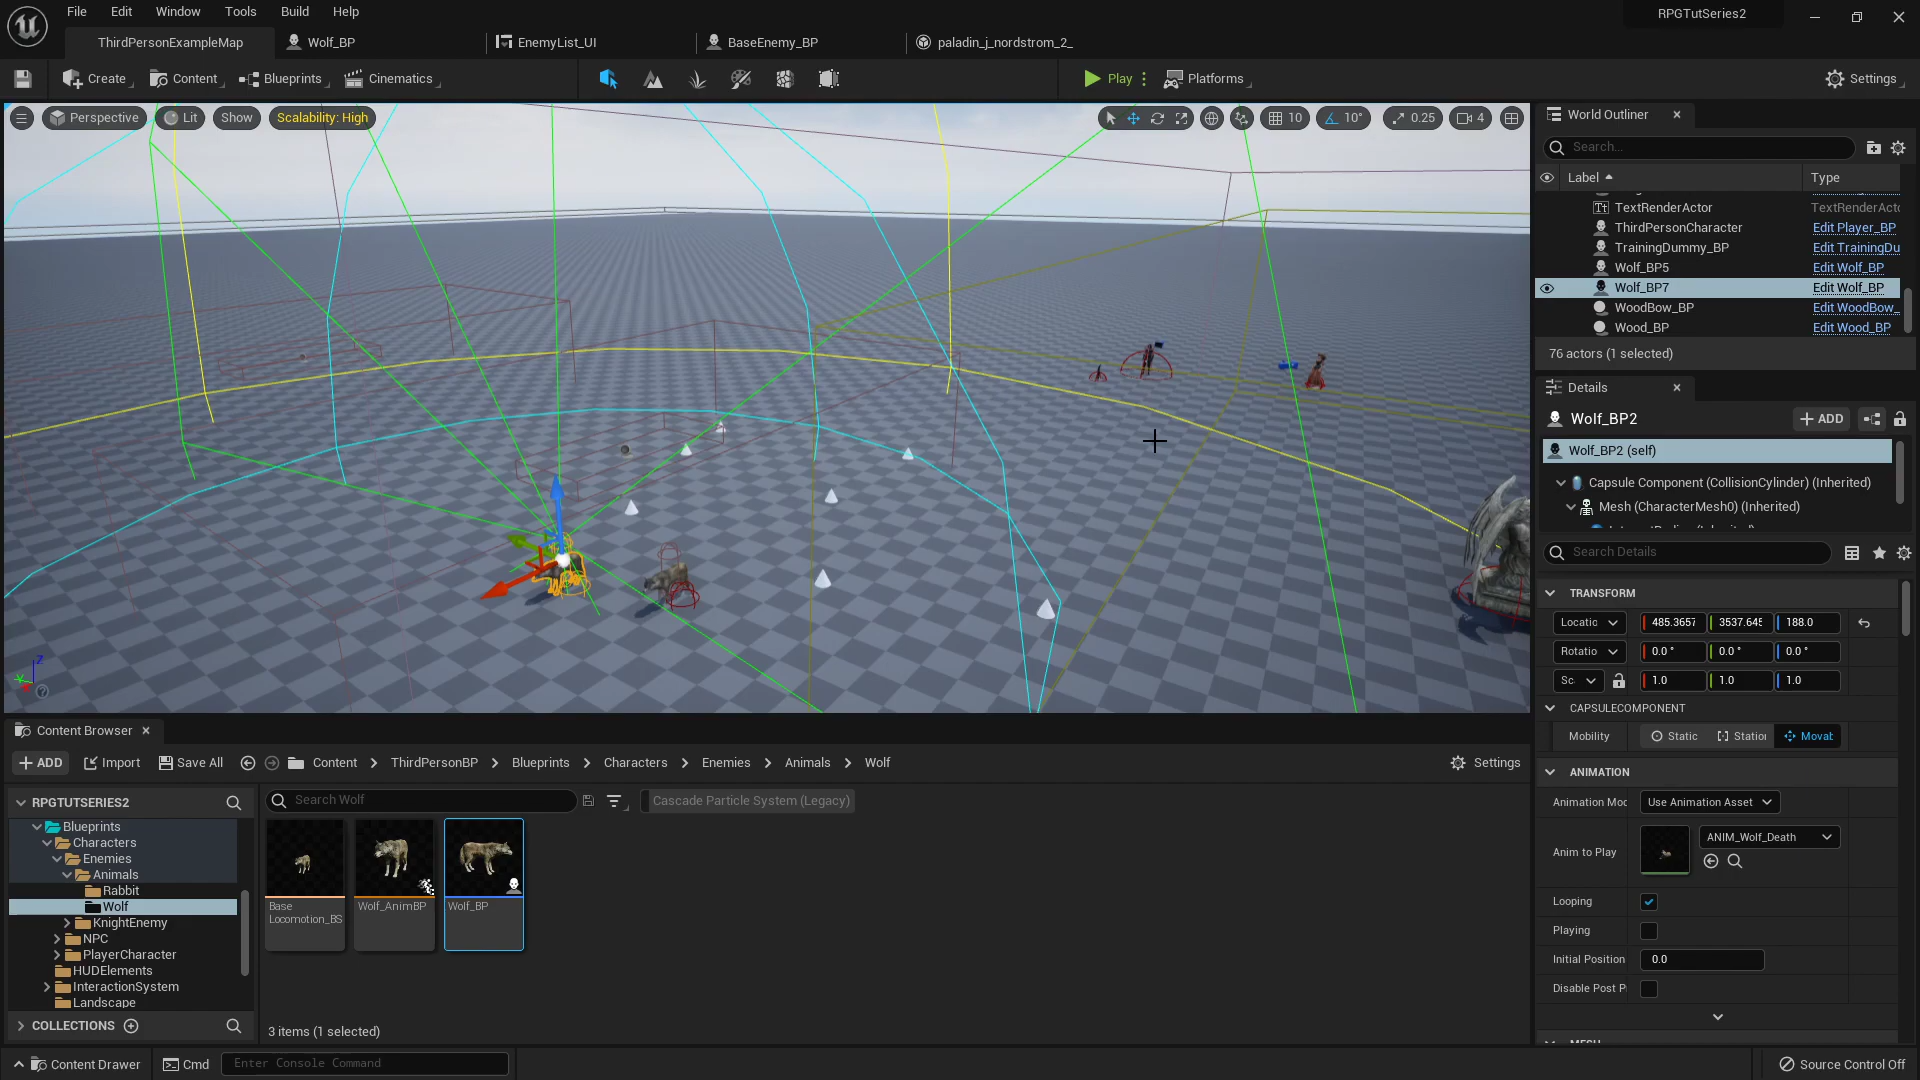 File Edit Window Tools Build Help
RPGTutSeries2
ThirdPersonExampleMap Wolf_BP EnemyList_UI BaseEnemy_BP paladin_j_nordstrom_2_
Create Content Blueprints Cinematics Play Platforms Settings
Perspective Lit Show Scalability: High 10 10° 0.25 4
World Outliner
Search...
Label Type
TextRenderActor TextRenderActo
ThirdPersonCharacter Edit Player_BP
TrainingDummy_BP Edit TrainingDu
Wolf_BP5 Edit Wolf_BP
Wolf_BP7 Edit Wolf_BP
WoodBow_BP Edit WoodBow_
Wood_BP Edit Wood_BP
76 actors (1 selected)
Details
Wolf_BP2 ADD
Wolf_BP2 (self)
Capsule Component (CollisionCylinder) (Inherited)
Mesh (CharacterMesh0) (Inherited)
Search Details
TRANSFORM
Locatic 485.3657 3537.645 188.0
Rotatio 0.0 ° 0.0 ° 0.0 °
Sc 1.0 1.0 1.0
CAPSULECOMPONENT
Mobility Static Station Movab
ANIMATION
Animation Moc Use Animation Asset
Anim to Play ANIM_Wolf_Death
Looping
Playing
Initial Position 0.0
Disable Post P
Z
Content Browser
ADD Import Save All Content ThirdPersonBP Blueprints Characters Enemies Animals Wolf Settings
RPGTUTSERIES2
Blueprints
Characters
Enemies
Animals
Rabbit
Wolf
KnightEnemy
NPC
PlayerCharacter
HUDElements
InteractionSystem
Landscape
COLLECTIONS
Search Wolf Cascade Particle System (Legacy)
Base Locomotion_BS
Wolf_AnimBP
Wolf_BP
3 items (1 selected)
Content Drawer Cmd Enter Console Command Source Control Off